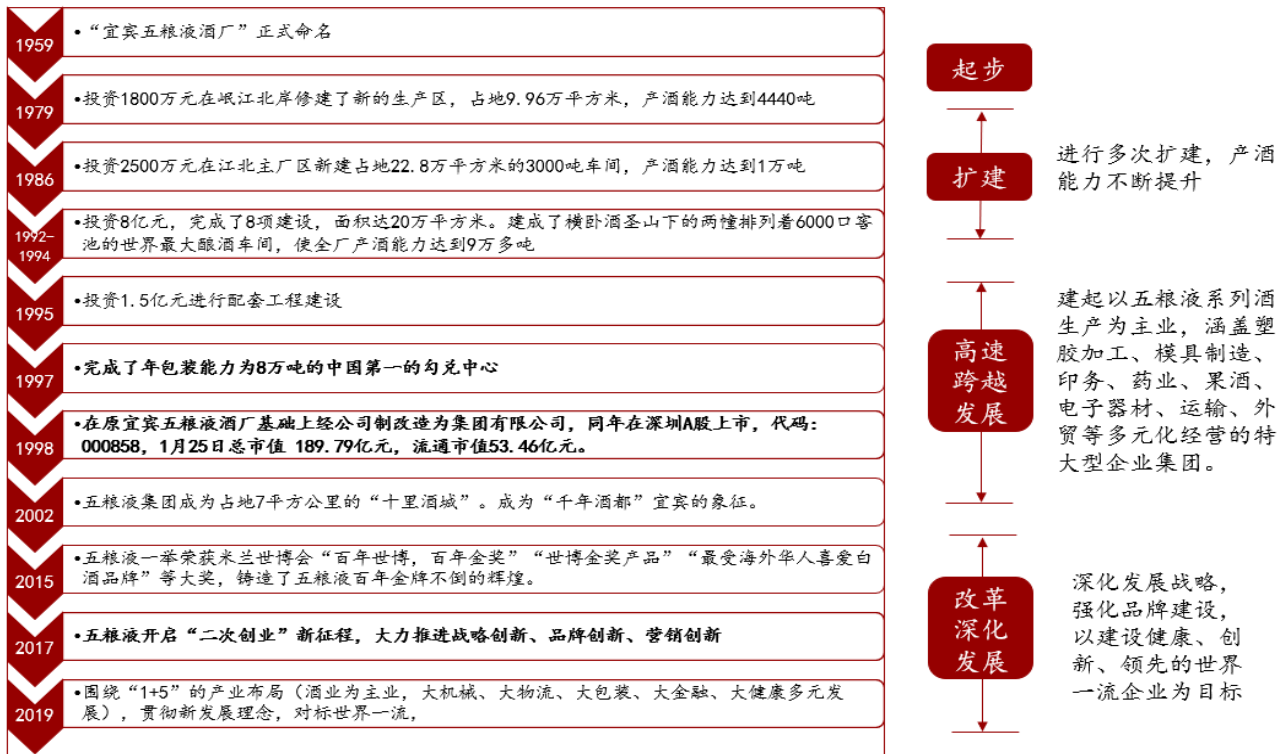 1959
•“宜宾五粮液酒厂”正式命名
1979
•投资1800万元在岷江北岸修建了新的生产区，占地9.96万平方米，产酒能力达到4440吨
1986
•投资2500万元在江北主厂区新建占地22.8万平方米的3000吨车间，产酒能力达到1万吨
1992-
1994
•投资8亿元，完成了8项建设，面积达20万平方米。建成了横卧酒圣山下的两幢排列着6000口窖
池的世界最大酿酒车间，使全厂产酒能力达到9万多吨
1995
•投资1.5亿元进行配套工程建设
1997
•完成了年包装能力为8万吨的中国第一的勾兑中心
1998
•在原宜宾五粮液酒厂基础上经公司制改造为集团有限公司，同年在深圳A股上市，代码：
000858，1月25日总市值 189.79亿元，流通市值53.46亿元。
2002
•五粮液集团成为占地7平方公里的“十里酒城”。成为“千年酒都”宜宾的象征。
2015
•五粮液一举荣获米兰世博会“百年世博，百年金奖”“世博金奖产品”“最受海外华人喜爱白
酒品牌”等大奖，铸造了五粮液百年金牌不倒的辉煌。
2017
•五粮液开启“二次创业”新征程，大力推进战略创新、品牌创新、营销创新
2019
•围绕“1+5”的产业布局（酒业为主业，大机械、大物流、大包装、大金融、大健康多元发
展），贯彻新发展理念，对标世界一流，
起步
扩建
进行多次扩建，产酒
能力不断提升
高速
跨越
发展
建起以五粮液系列酒
生产为主业，涵盖塑
胶加工、模具制造、
印务、药业、果酒、
电子器材、运输、外
贸等多元化经营的特
大型企业集团。
改革
深化
发展
深化发展战略，
强化品牌建设，
以建设健康、创
新、领先的世界
一流企业为目标